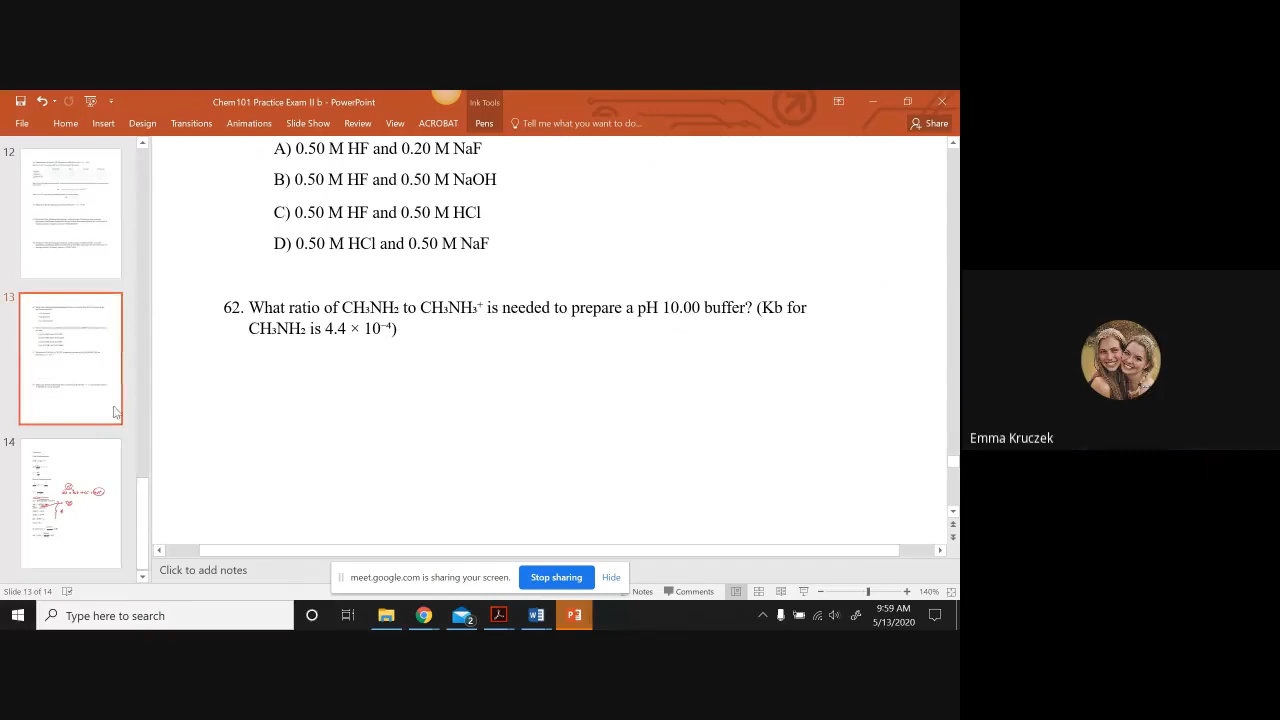 Chem101 Practice Exam II b - PowerPoint
Ink Tools
File Home Insert Design Transitions Animations Slide Show Review View ACROBAT Pens Tell me what you want to do... Share
12
13
14
A) 0.50 M HF and 0.20 M NaF
B) 0.50 M HF and 0.50 M NaOH
C) 0.50 M HF and 0.50 M HCl
D) 0.50 M HCl and 0.50 M NaF
62. What ratio of CH₃NH₂ to CH₃NH₃⁺ is needed to prepare a pH 10.00 buffer? (Kb for
CH₃NH₂ is 4.4 × 10⁻⁴)
Emma Kruczek
Click to add notes
meet.google.com is sharing your screen. Stop sharing Hide
Slide 13 of 14 Notes Comments 140%
Type here to search
2
9:59 AM
5/13/2020